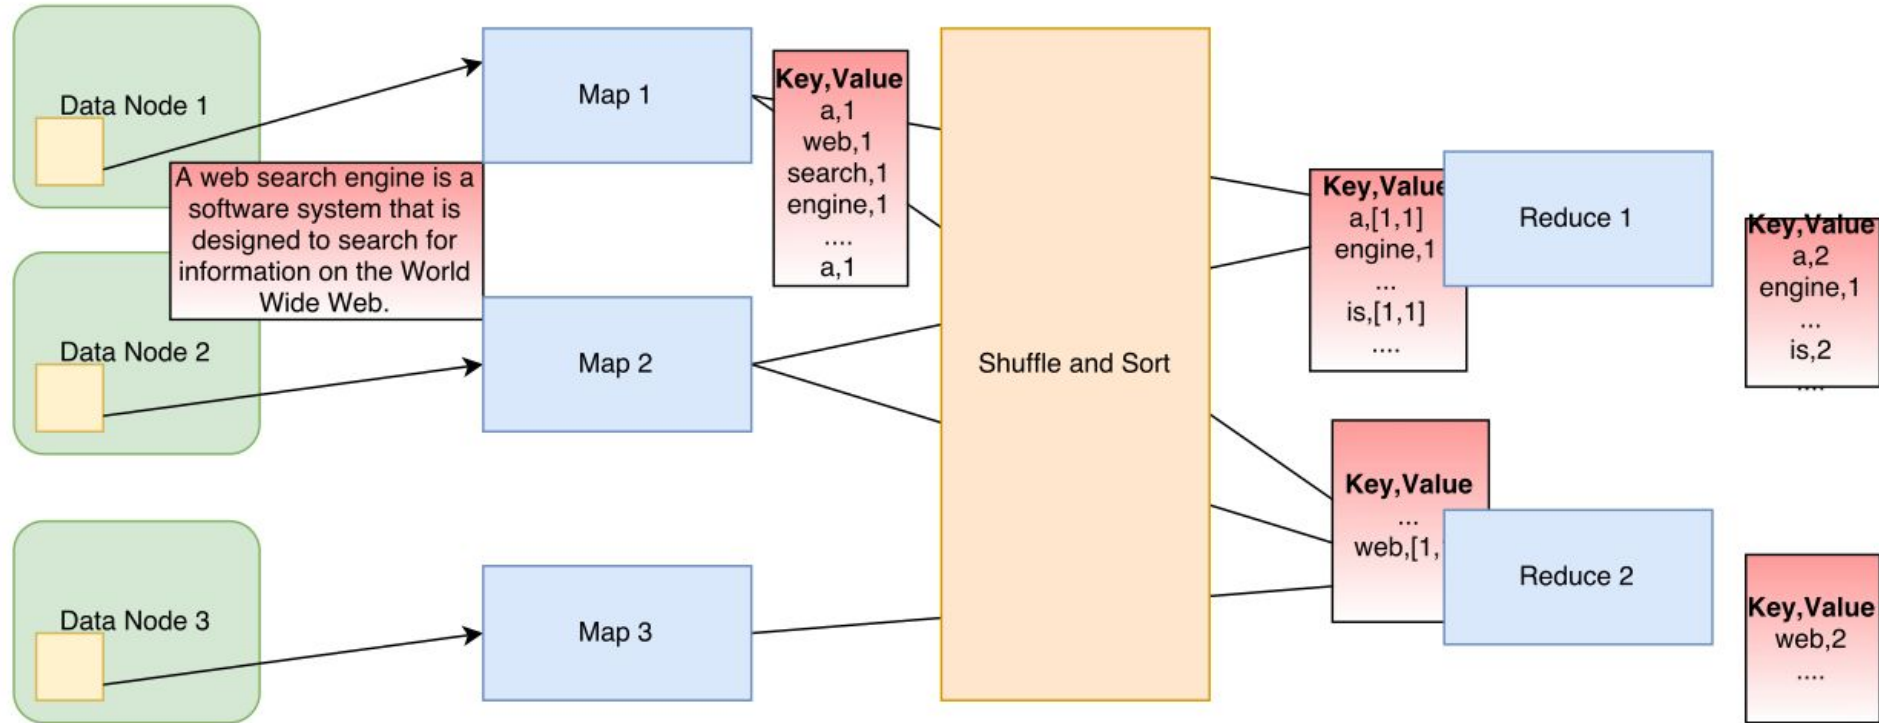 Data Node 1
Map 1
Key,Value
a,1
web,1
search,1
engine,1
....
a,1
A web search engine is a
software system that is
designed to search for
information on the World
Wide Web.
Data Node 2
Map 2
Shuffle and Sort
Key,Value
a,[1,1]
engine,1
...
is,[1,1]
....
Reduce 1
Key,Value
a,2
engine,1
...
is,2
....
Key,Value
...
web,[1,
Reduce 2
Key,Value
web,2
....
Data Node 3
Map 3